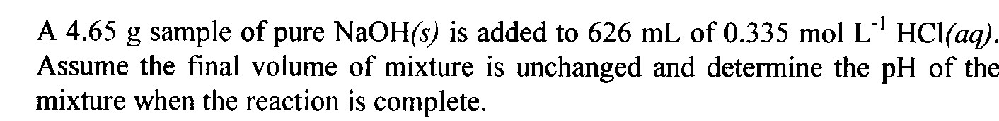 A 4.65 g sample of pure NaOH(s) is added to 626 mL of 0.335 mol L⁻¹ HCl(aq).
Assume the final volume of mixture is unchanged and determine the pH of the
mixture when the reaction is complete.